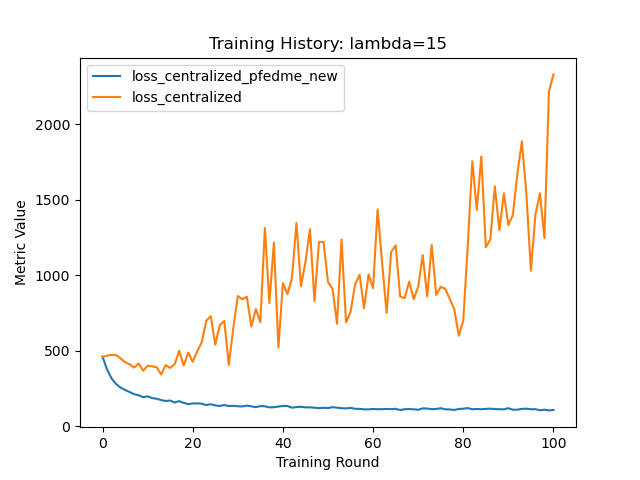 Training History: lambda=15
loss_centralized_pfedme_new
loss_centralized
Metric Value
2000
1500
1000
500
0
0 20 40 60 80 100
Training Round